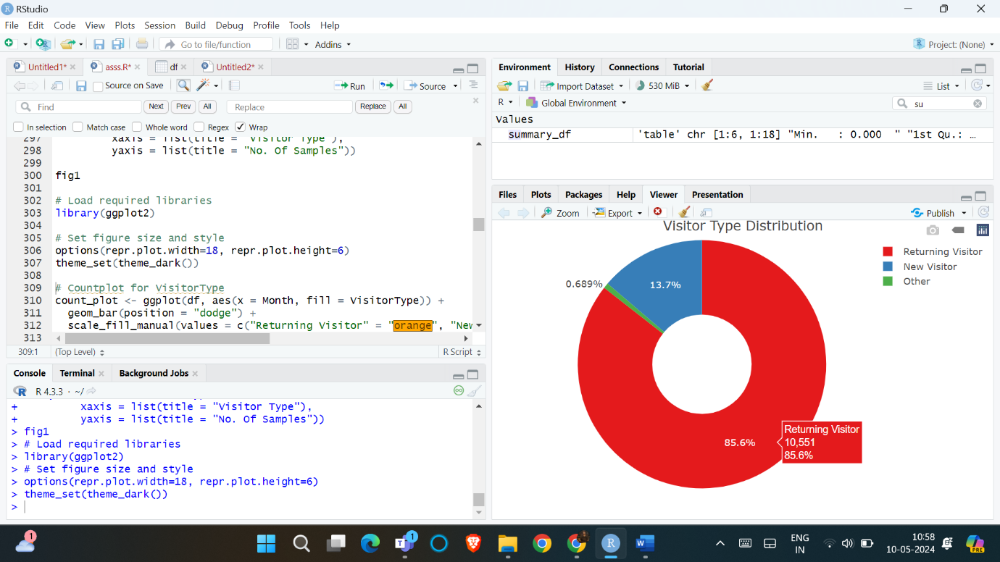 RStudio
File Edit Code View Plots Session Build Debug Profile Tools Help
Go to file/function Addins Project: (None)
Untitled1* asss.R* df Untitled2*
Source on Save Run Source
Find Next Prev All Replace Replace All
In selection Match case Whole word Regex Wrap
297 xaxis = list(title = "Visitor Type"),
298 yaxis = list(title = "No. Of Samples"))
299
300 fig1
301
302 # Load required libraries
303 library(ggplot2)
304
305 # Set figure size and style
306 options(repr.plot.width=18, repr.plot.height=6)
307 theme_set(theme_dark())
308
309 # Countplot for VisitorType
310 count_plot <- ggplot(df, aes(x = Month, fill = VisitorType)) +
311 geom_bar(position = "dodge") +
312 scale_fill_manual(values = c("Returning Visitor" = "orange", "New
313
309:1 (Top Level) R Script
Console Terminal Background Jobs
R 4.3.3 · ~/
+ xaxis = list(title = "Visitor Type"),
+ yaxis = list(title = "No. Of Samples"))
> fig1
> # Load required libraries
> library(ggplot2)
> # Set figure size and style
> options(repr.plot.width=18, repr.plot.height=6)
> theme_set(theme_dark())
>
Environment History Connections Tutorial
Import Dataset 530 MiB List
R Global Environment su
Values
summary_df 'table' chr [1:6, 1:18] "Min. : 0.000 " "1st Qu.: …
Files Plots Packages Help Viewer Presentation
Zoom Export Publish
Visitor Type Distribution
Returning Visitor
New Visitor
Other
0.689%
13.7%
85.6%
Returning Visitor
10,551
85.6%
1
1
ENG
IN
10:58
10-05-2024
PRE